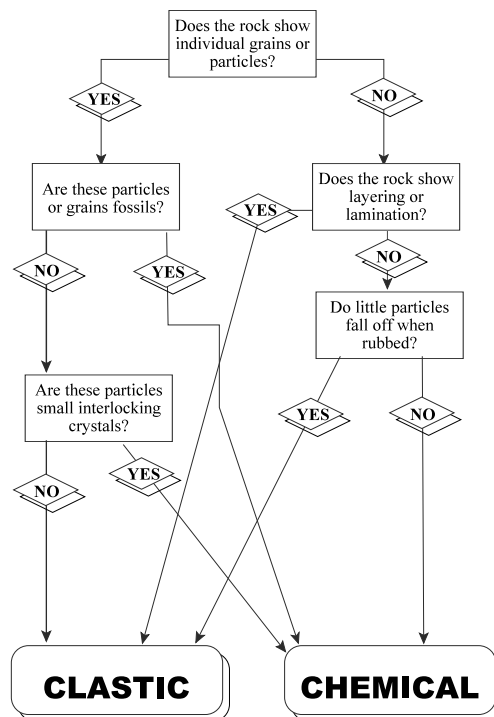 Does the rock show
individual grains or
particles?
YES
NO
Are these particles
or grains fossils?
YES
Does the rock show
layering or
lamination?
NO
YES
NO
Do little particles
fall off when
rubbed?
Are these particles
small interlocking
crystals?
YES
NO
NO
YES
CLASTIC
CHEMICAL